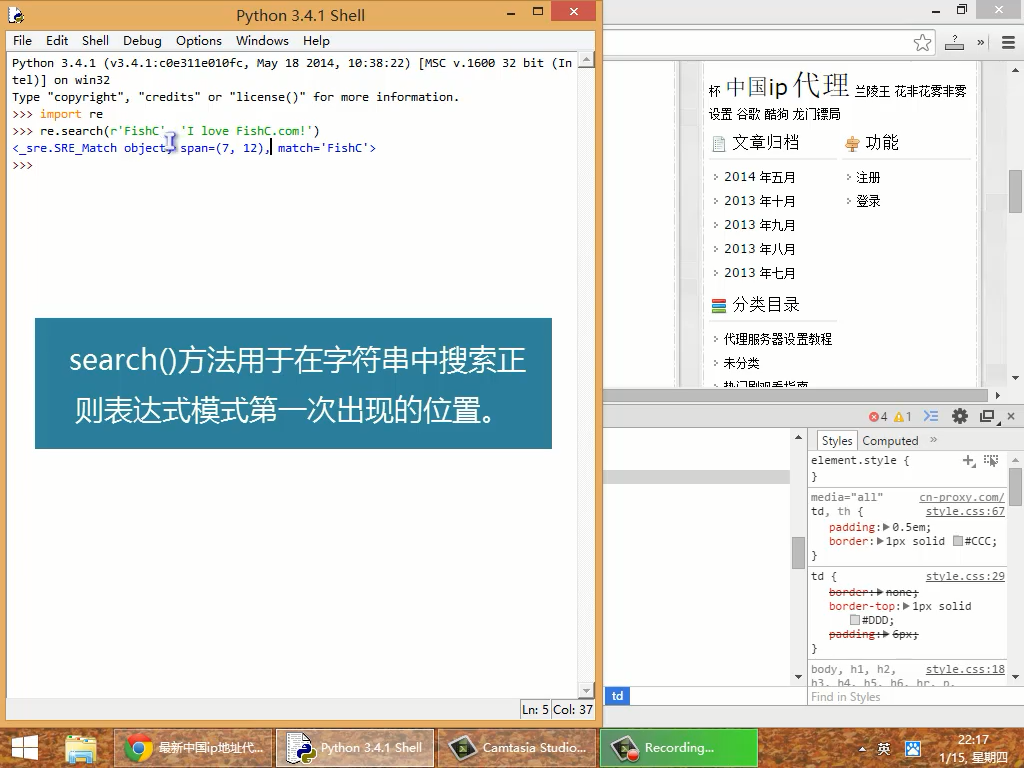 Python 3.4.1 Shell
File Edit Shell Debug Options Windows Help
Python 3.4.1 (v3.4.1:c0e311e010fc, May 18 2014, 10:38:22) [MSC v.1600 32 bit (In
tel)] on win32
Type "copyright", "credits" or "license()" for more information.
>>> import re
>>> re.search(r'FishC', 'I love FishC.com!')
<_sre.SRE_Match object; span=(7, 12), match='FishC'>
>>>
search()方法用于在字符串中搜索正
则表达式模式第一次出现的位置。
Ln: 5 Col: 37
杯 中国ip 代理 兰陵王 花非花雾非雾
设置 谷歌 酷狗 龙门镖局
文章归档
2014 年五月
2013 年十月
2013 年九月
2013 年八月
2013 年七月
功能
注册
登录
分类目录
代理服务器设置教程
未分类
4 1
Styles Computed »
element.style {
}
media="all" cn-proxy.com/
td, th { style.css:67
padding: 0.5em;
border: 1px solid #CCC;
}
td { style.css:29
border: none;
border-top: 1px solid
#DDD;
padding: 6px;
}
body, h1, h2, style.css:18
h3, h4, h5, h6, hr, p,
td
Find in Styles
最新中国ip地址代...
Python 3.4.1 Shell
Camtasia Studio...
Recording...
英
22:17
1/15, 星期四